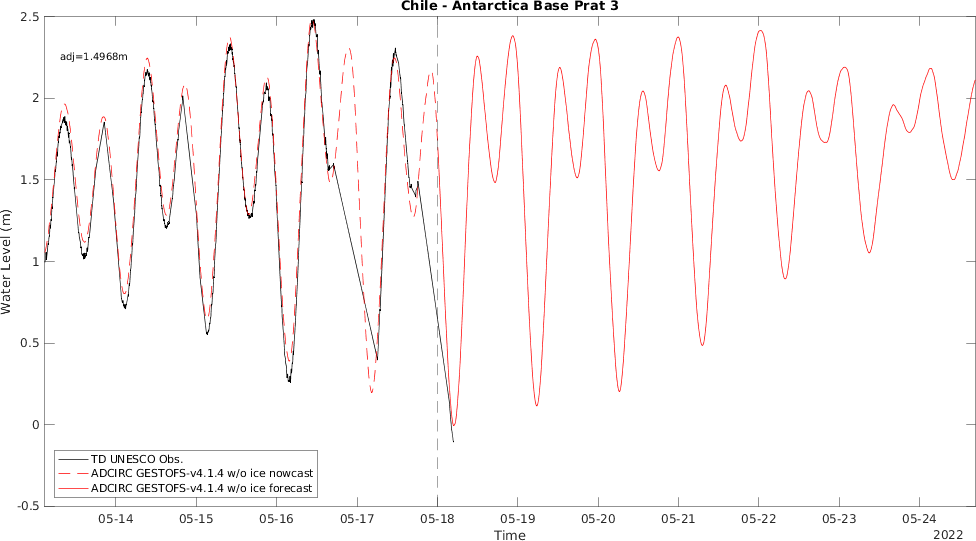 Chile - Antarctica Base Prat 3
2.5
adj=1.4968m
2
1.5
Water Level (m)
1
0.5
0
TD UNESCO Obs.
ADCIRC GESTOFS-v4.1.4 w/o ice nowcast
ADCIRC GESTOFS-v4.1.4 w/o ice forecast
-0.5
05-14 05-15 05-16 05-17 05-18 05-19 05-20 05-21 05-22 05-23 05-24
Time
2022